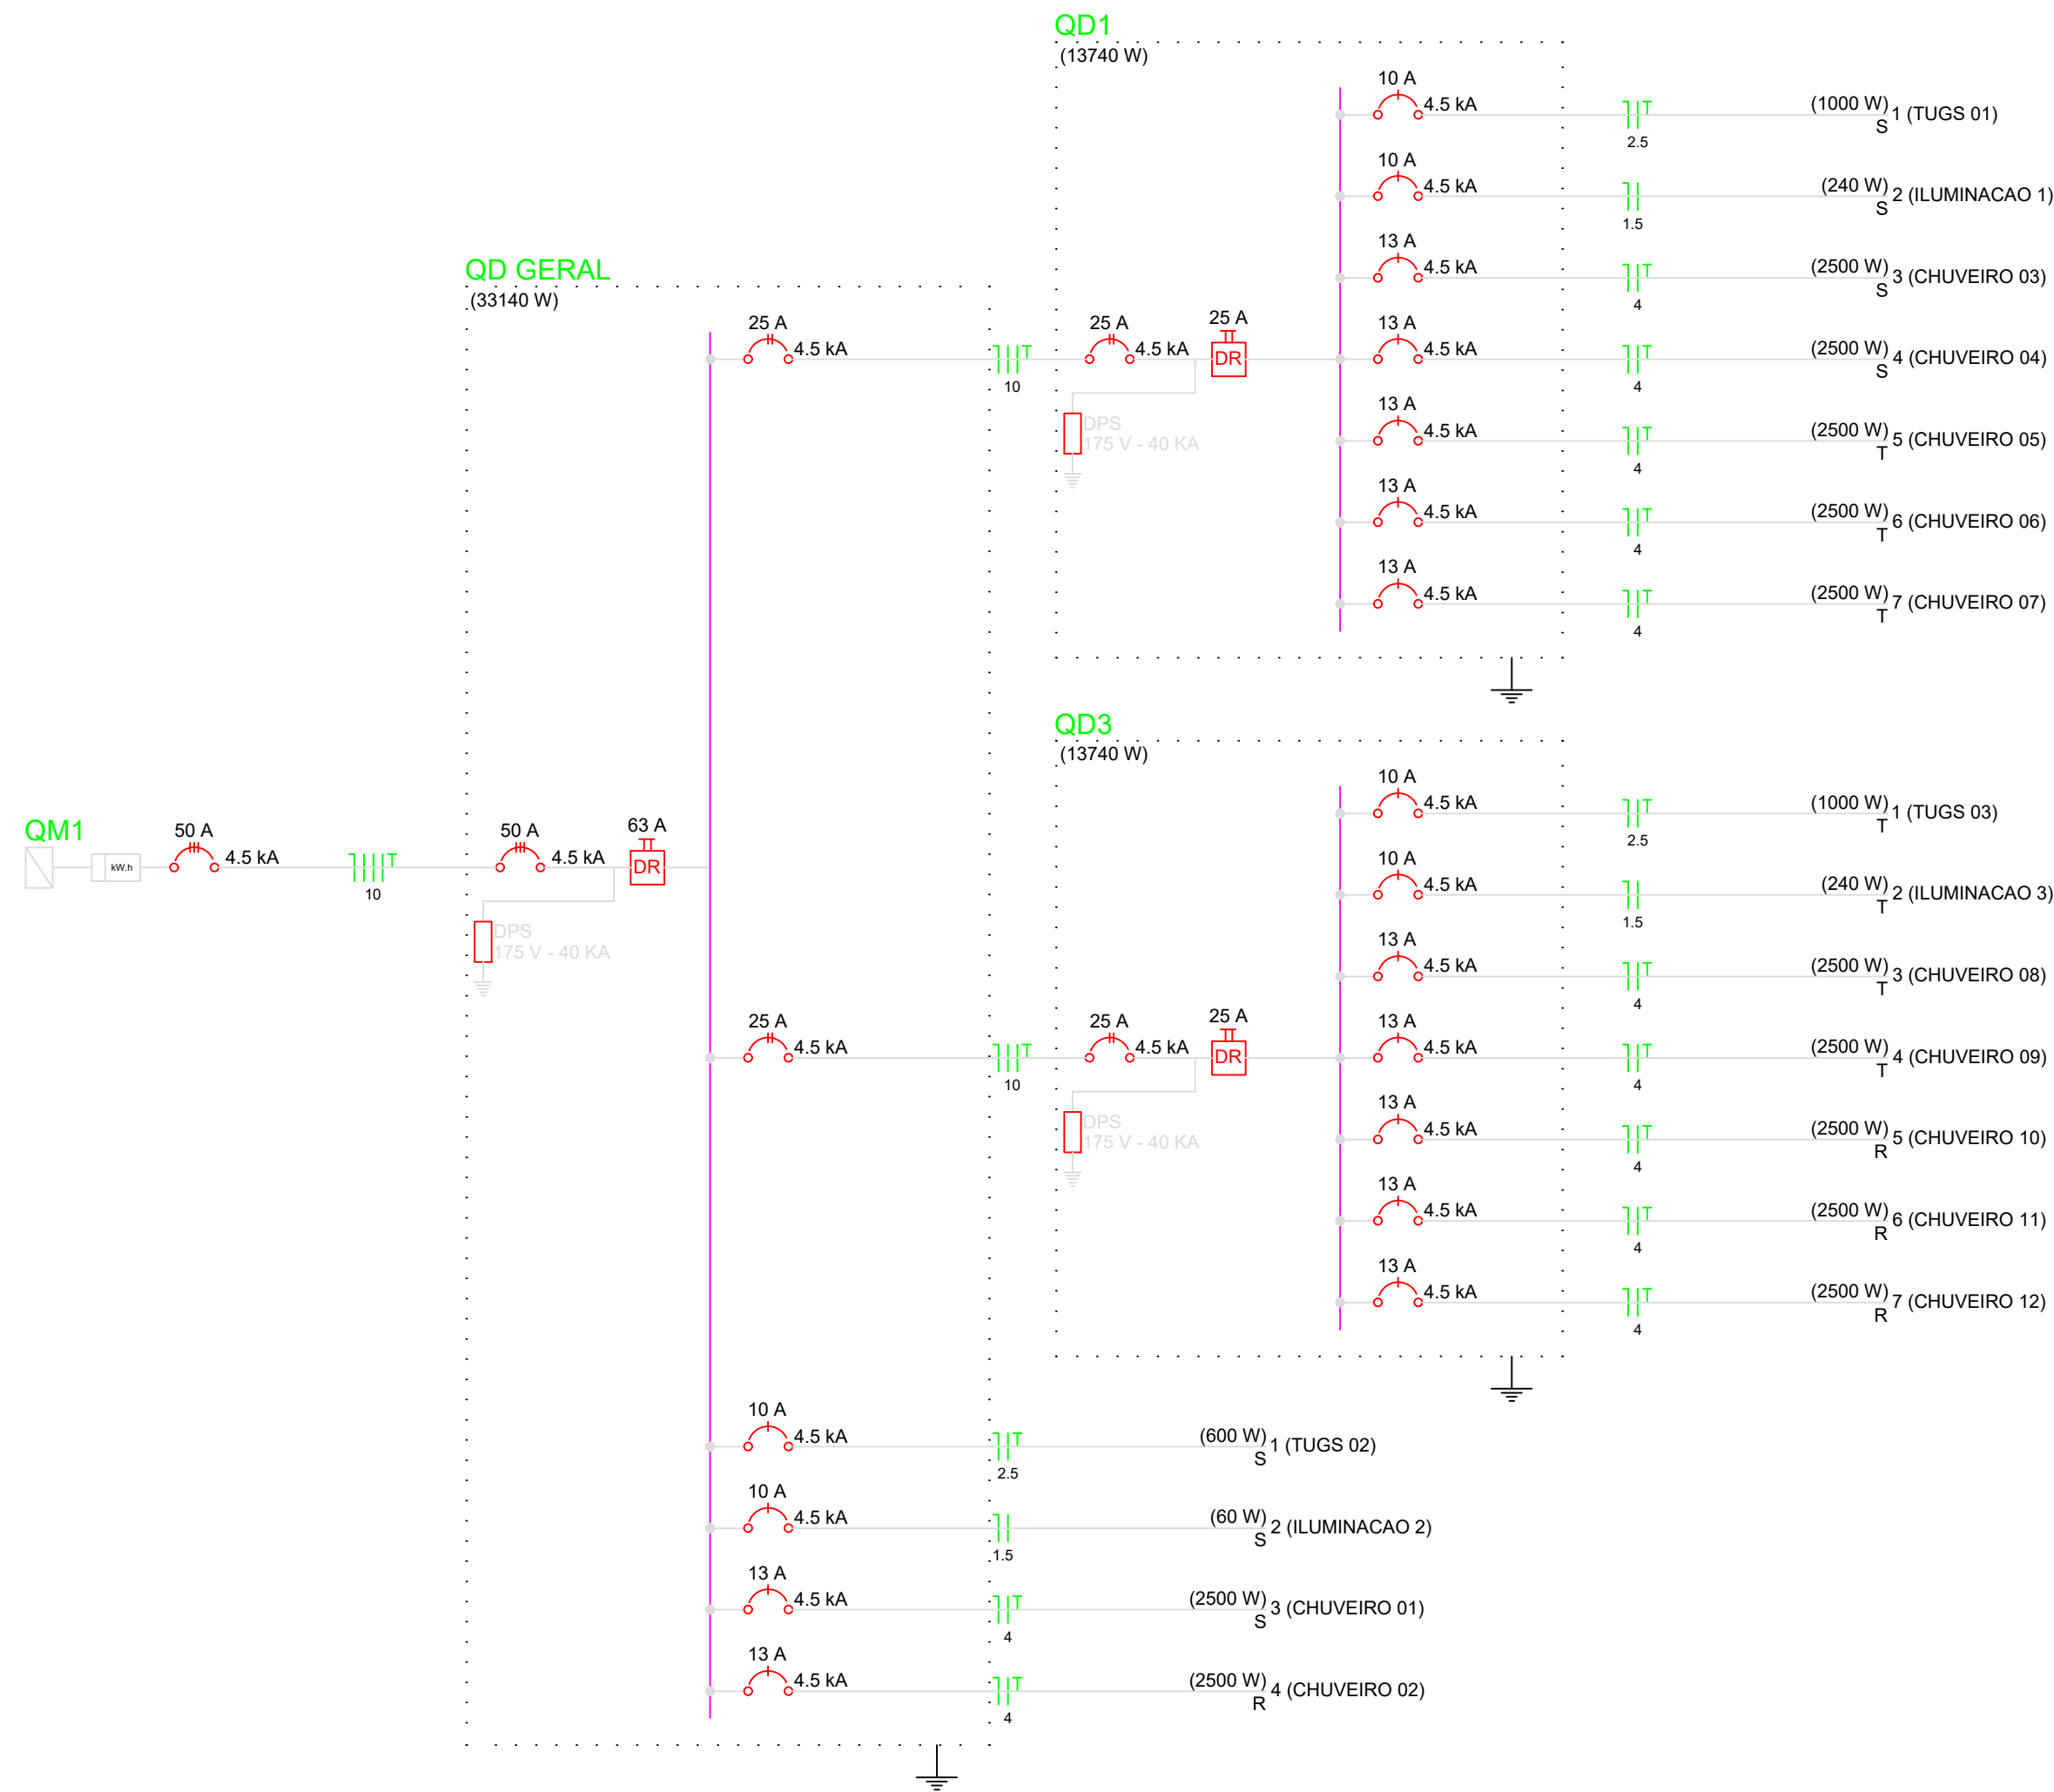 QM1
kW.h
50 A
4.5 kA
T
10
QD GERAL
(33140 W)
50 A
4.5 kA
63 A
DR
DPS
175 V - 40 KA
25 A
4.5 kA
T
10
25 A
4.5 kA
T
10
10 A
4.5 kA
T
2.5
(600 W)
S
1 (TUGS 02)
10 A
4.5 kA
1.5
(60 W)
S
2 (ILUMINACAO 2)
13 A
4.5 kA
T
4
(2500 W)
S
3 (CHUVEIRO 01)
13 A
4.5 kA
T
4
(2500 W)
R
4 (CHUVEIRO 02)
QD1
(13740 W)
25 A
4.5 kA
25 A
DR
DPS
175 V - 40 KA
10 A
4.5 kA
T
2.5
(1000 W)
S
1 (TUGS 01)
10 A
4.5 kA
1.5
(240 W)
S
2 (ILUMINACAO 1)
13 A
4.5 kA
T
4
(2500 W)
S
3 (CHUVEIRO 03)
13 A
4.5 kA
T
4
(2500 W)
S
4 (CHUVEIRO 04)
13 A
4.5 kA
T
4
(2500 W)
T
5 (CHUVEIRO 05)
13 A
4.5 kA
T
4
(2500 W)
T
6 (CHUVEIRO 06)
13 A
4.5 kA
T
4
(2500 W)
T
7 (CHUVEIRO 07)
QD3
(13740 W)
25 A
4.5 kA
25 A
DR
DPS
175 V - 40 KA
10 A
4.5 kA
T
2.5
(1000 W)
T
1 (TUGS 03)
10 A
4.5 kA
1.5
(240 W)
T
2 (ILUMINACAO 3)
13 A
4.5 kA
T
4
(2500 W)
T
3 (CHUVEIRO 08)
13 A
4.5 kA
T
4
(2500 W)
T
4 (CHUVEIRO 09)
13 A
4.5 kA
T
4
(2500 W)
R
5 (CHUVEIRO 10)
13 A
4.5 kA
T
4
(2500 W)
R
6 (CHUVEIRO 11)
13 A
4.5 kA
T
4
(2500 W)
R
7 (CHUVEIRO 12)